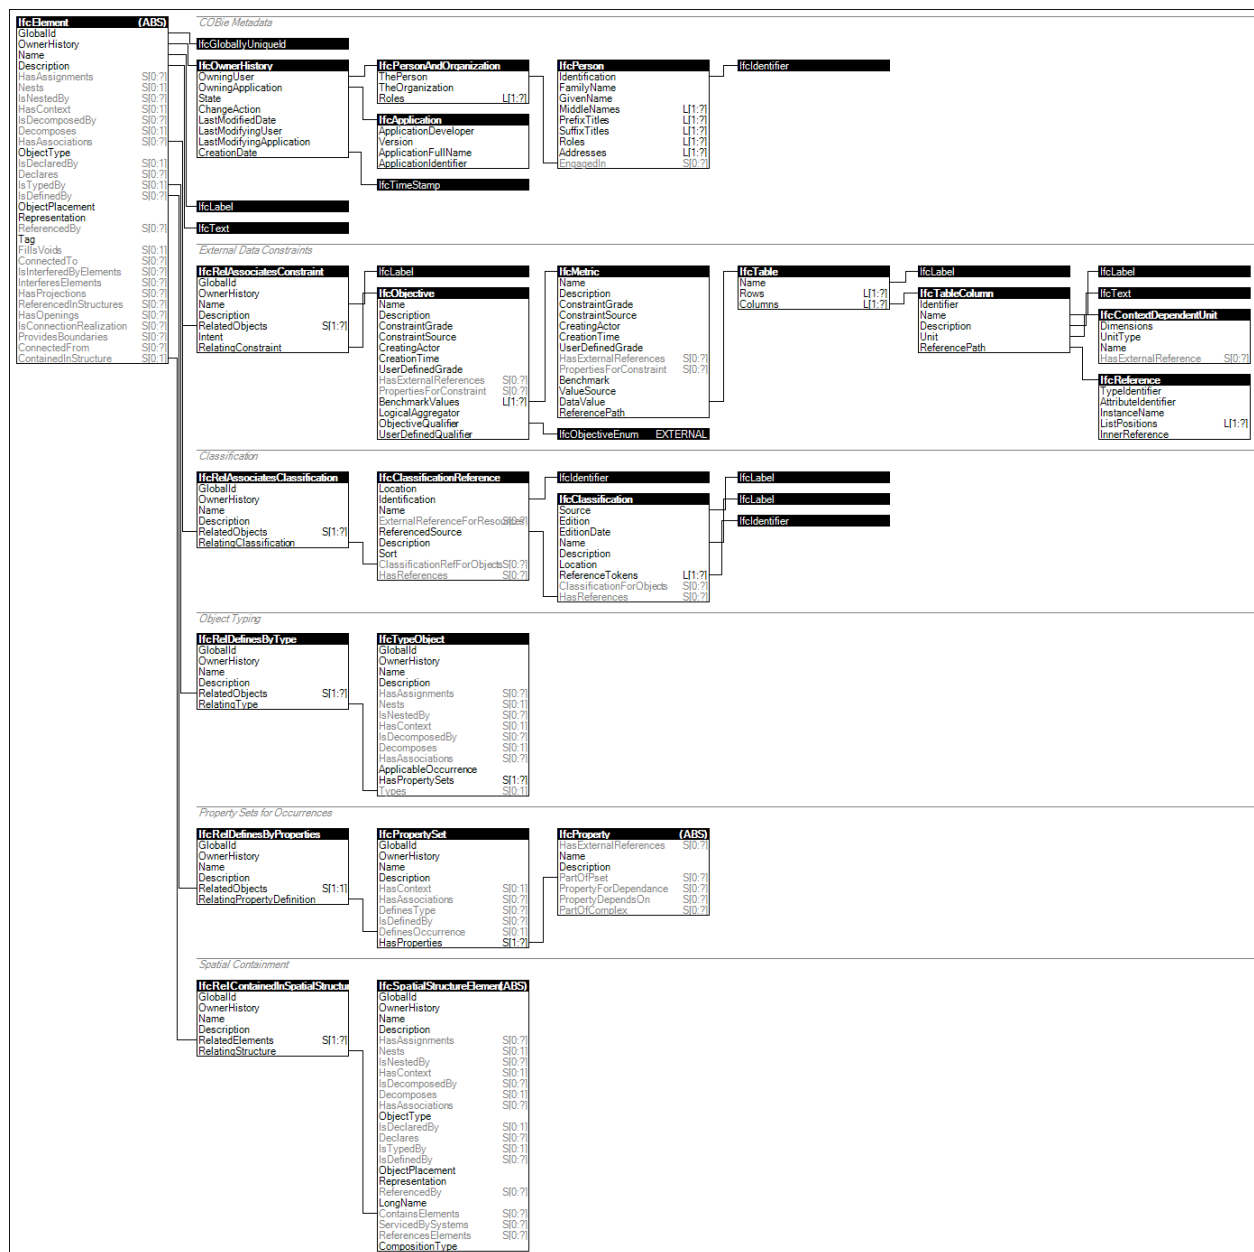 IfcElement (ABS)
GlobalId
OwnerHistory
Name
Description
HasAssignments S[0:?]
Nests S[0:1]
IsNestedBy S[0:?]
HasContext S[0:1]
IsDecomposedBy S[0:?]
Decomposes S[0:1]
HasAssociations S[0:?]
ObjectType
IsDeclaredBy S[0:1]
Declares S[0:?]
IsTypedBy S[0:1]
IsDefinedBy S[0:?]
ObjectPlacement
Representation
ReferencedBy S[0:?]
Tag
FillsVoids S[0:1]
ConnectedTo S[0:?]
IsInterferedByElements S[0:?]
InterferesElements S[0:?]
HasProjections S[0:?]
ReferencedInStructures S[0:?]
HasOpenings S[0:?]
IsConnectionRealization S[0:?]
ProvidesBoundaries S[0:?]
ConnectedFrom S[0:?]
ContainedInStructure S[0:1]
COBie Metadata
IfcGloballyUniqueId
IfcOwnerHistory
OwningUser
OwningApplication
State
ChangeAction
LastModifiedDate
LastModifyingUser
LastModifyingApplication
CreationDate
IfcPersonAndOrganization
ThePerson
TheOrganization
Roles L[1:?]
IfcApplication
ApplicationDeveloper
Version
ApplicationFullName
ApplicationIdentifier
IfcTimeStamp
IfcPerson
Identification
FamilyName
GivenName
MiddleNames L[1:?]
PrefixTitles L[1:?]
SuffixTitles L[1:?]
Roles L[1:?]
Addresses L[1:?]
EngagedIn S[0:?]
IfcIdentifier
IfcLabel
IfcText
External Data Constraints
IfcRelAssociatesConstraint
GlobalId
OwnerHistory
Name
Description
RelatedObjects S[1:?]
Intent
RelatingConstraint
IfcLabel
IfcObjective
Name
Description
ConstraintGrade
ConstraintSource
CreatingActor
CreationTime
UserDefinedGrade
HasExternalReferences S[0:?]
PropertiesForConstraint S[0:?]
BenchmarkValues L[1:?]
LogicalAggregator
ObjectiveQualifier
UserDefinedQualifier
IfcMetric
Name
Description
ConstraintGrade
ConstraintSource
CreatingActor
CreationTime
UserDefinedGrade
HasExternalReferences S[0:?]
PropertiesForConstraint S[0:?]
Benchmark
ValueSource
DataValue
ReferencePath
IfcObjectiveEnum EXTERNAL
IfcTable
Name
Rows L[1:?]
Columns L[1:?]
IfcLabel
IfcTableColumn
Identifier
Name
Description
Unit
ReferencePath
IfcLabel
IfcText
IfcContextDependentUnit
Dimensions
UnitType
Name
HasExternalReference S[0:?]
IfcReference
TypeIdentifier
AttributeIdentifier
InstanceName
ListPositions L[1:?]
InnerReference
Classification
IfcRelAssociatesClassification
GlobalId
OwnerHistory
Name
Description
RelatedObjects S[1:?]
RelatingClassification
IfcClassificationReference
Location
Identification
Name
ExternalReferenceForResources S[0:?]
ReferencedSource
Description
Sort
ClassificationRefForObjects S[0:?]
HasReferences S[0:?]
IfcIdentifier
IfcClassification
Source
Edition
EditionDate
Name
Description
Location
ReferenceTokens L[1:?]
ClassificationForObjects S[0:?]
HasReferences S[0:?]
IfcLabel
IfcLabel
IfcIdentifier
Object Typing
IfcRelDefinesByType
GlobalId
OwnerHistory
Name
Description
RelatedObjects S[1:?]
RelatingType
IfcTypeObject
GlobalId
OwnerHistory
Name
Description
HasAssignments S[0:?]
Nests S[0:1]
IsNestedBy S[0:?]
HasContext S[0:1]
IsDecomposedBy S[0:?]
Decomposes S[0:1]
HasAssociations S[0:?]
ApplicableOccurrence
HasPropertySets S[1:?]
Types S[0:1]
Property Sets for Occurrences
IfcRelDefinesByProperties
GlobalId
OwnerHistory
Name
Description
RelatedObjects S[1:1]
RelatingPropertyDefinition
IfcPropertySet
GlobalId
OwnerHistory
Name
Description
HasContext S[0:1]
HasAssociations S[0:?]
DefinesType S[0:?]
IsDefinedBy S[0:?]
DefinesOccurrence S[0:1]
HasProperties S[1:?]
IfcProperty (ABS)
HasExternalReferences S[0:?]
Name
Description
PartOfPset S[0:?]
PropertyForDependance S[0:?]
PropertyDependsOn S[0:?]
PartOfComplex S[0:?]
Spatial Containment
IfcRelContainedInSpatialStructu
GlobalId
OwnerHistory
Name
Description
RelatedElements S[1:?]
RelatingStructure
IfcSpatialStructureElement (ABS)
GlobalId
OwnerHistory
Name
Description
HasAssignments S[0:?]
Nests S[0:1]
IsNestedBy S[0:?]
HasContext S[0:1]
IsDecomposedBy S[0:?]
Decomposes S[0:1]
HasAssociations S[0:?]
ObjectType
IsDeclaredBy S[0:1]
Declares S[0:?]
IsTypedBy S[0:1]
IsDefinedBy S[0:?]
ObjectPlacement
Representation
ReferencedBy S[0:?]
LongName
ContainsElements S[0:?]
ServicedBySystems S[0:?]
ReferencesElements S[0:?]
CompositionType